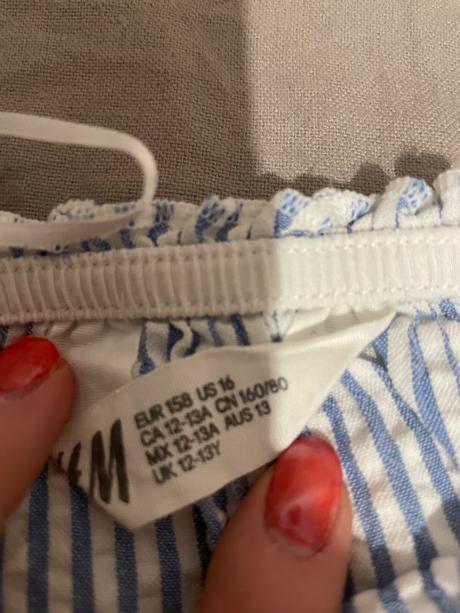 H&M
EUR 158 US 16
CA 12-13A CN 160/80
MX 12-13A AUS 13
UK 12-13Y